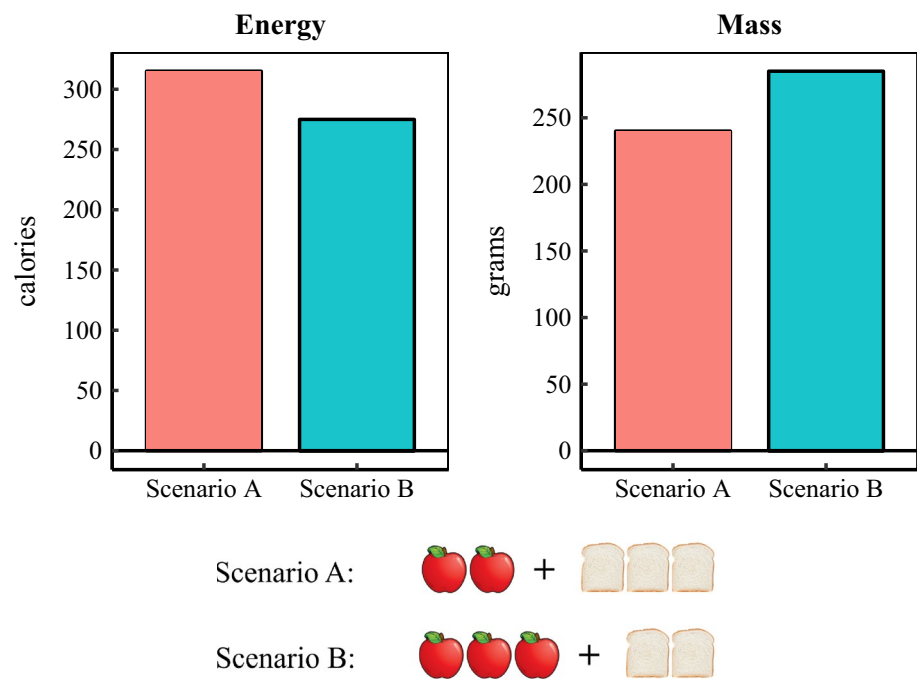 Energy
calories
300
250
200
150
100
50
0
Scenario A
Scenario B
Mass
grams
250
200
150
100
50
0
Scenario A
Scenario B
Scenario A: +
Scenario B: +